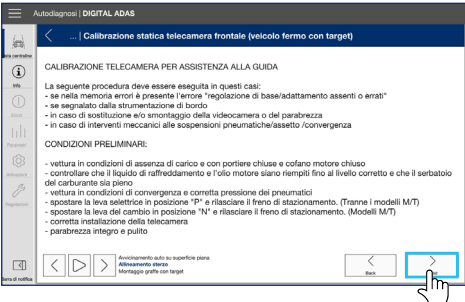 Autodiagnosi | DIGITAL ADAS
... | Calibrazione statica telecamera frontale (veicolo fermo con target)
CALIBRAZIONE TELECAMERA PER ASSISTENZA ALLA GUIDA
La seguente procedura deve essere eseguita in questi casi:
- se nella memoria errori è presente l'errore "regolazione di base/adattamento assenti o errati"
- se segnalato dalla strumentazione di bordo
- in caso di sostituzione e/o smontaggio della videocamera o del parabrezza
- in caso di interventi meccanici alle sospensioni pneumatiche/assetto /convergenza
CONDIZIONI PRELIMINARI:
- vettura in condizioni di assenza di carico e con portiere chiuse e cofano motore chiuso
- controllare che il liquido di raffreddamento e l'olio motore siano riempiti fino al livello corretto e che il serbatoio
del carburante sia pieno
- vettura in condizioni di convergenza e corretta pressione dei pneumatici
- spostare la leva selettrice in posizione "P" e rilasciare il freno di stazionamento. (Tranne i modelli M/T)
- spostare la leva del cambio in posizione "N" e rilasciare il freno di stazionamento. (Modelli M/T)
- corretta installazione della telecamera
- parabrezza integro e pulito
Info
Parametri
Attivazioni
Regolazioni
Barra di notifica
Avvicinamento auto su superficie piana
Allineamento sterzo
Montaggio graffe con target
Back